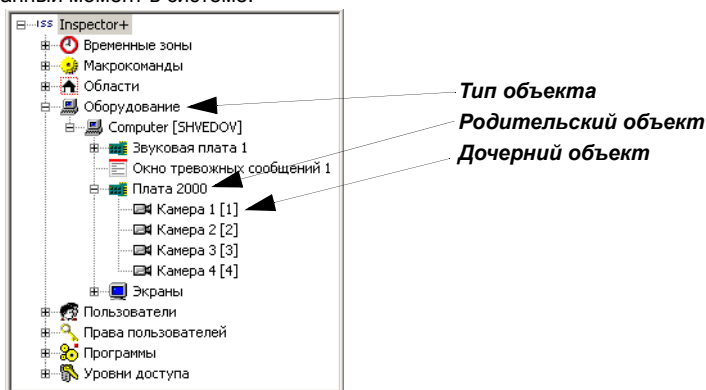 данный момент в системе.
ISS Inspector+
Временные зоны
Макрокоманды
Области
Оборудование
Computer [SHVEDOV]
Звуковая плата 1
Окно тревожных сообщений 1
Плата 2000
Камера 1 [1]
Камера 2 [2]
Камера 3 [3]
Камера 4 [4]
Экраны
Пользователи
Права пользователей
Программы
Уровни доступа
Тип объекта
Родительский объект
Дочерний объект